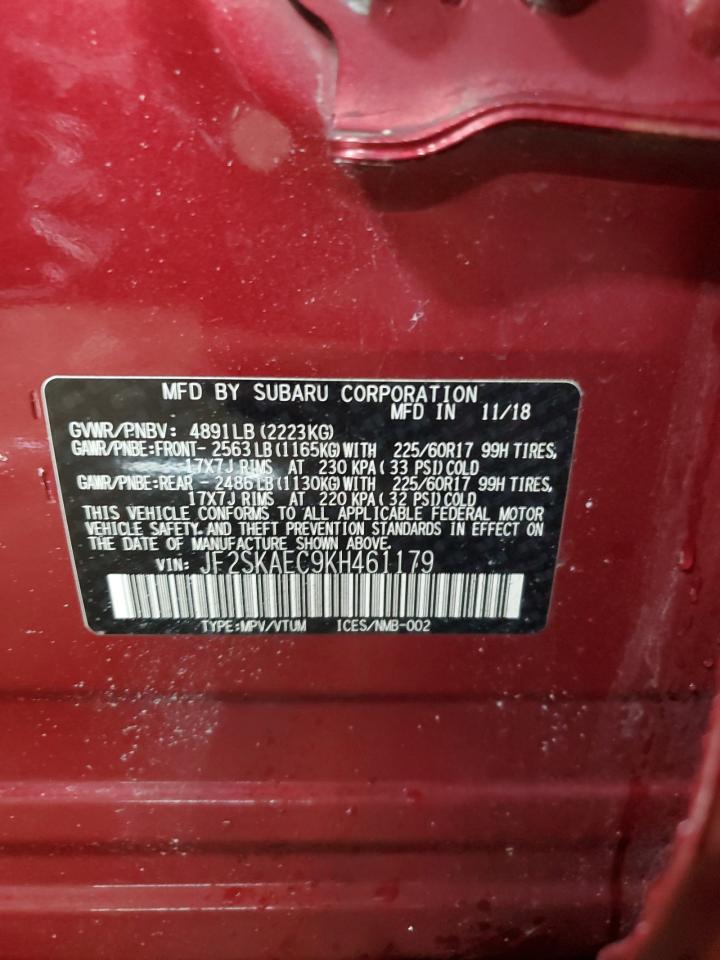 MFD BY SUBARU CORPORATION
MFD IN 11/18
GVWR/PNBV: 4891LB (2223KG)
GAWR/PNBE:FRONT- 2563LB (1165KG) WITH 225/60R17 99H TIRES,
17X7J RIMS AT 230 KPA ( 33 PSI) COLD
GAWR/PNBE:REAR - 2486LB (1130KG) WITH 225/60R17 99H TIRES,
17X7J RIMS AT 220 KPA ( 32 PSI) COLD
THIS VEHICLE CONFORMS TO ALL APPLICABLE FEDERAL MOTOR
VEHICLE SAFETY. AND THEFT PREVENTION STANDARDS IN EFFECT ON
THE DATE OF MANUFACTURE SHOWN ABOVE.
VIN: JF2SKAEC9KH461179
TYPE:MPV/VTUM ICES/NMB-002